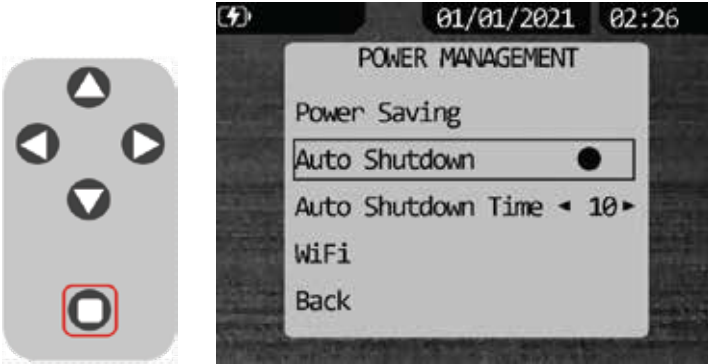 01/01/2021 02:26
POWER MANAGEMENT
Power Saving
Auto Shutdown
Auto Shutdown Time ◄ 10►
WiFi
Back